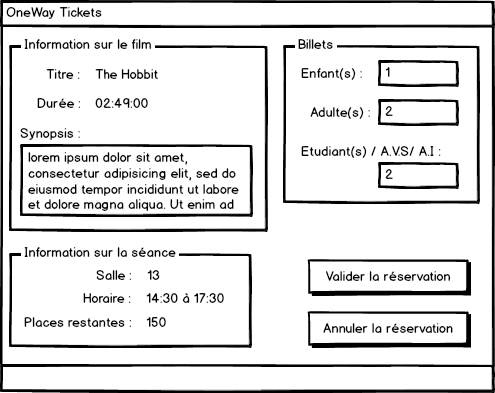 OneWay Tickets
Information sur le film
Titre : The Hobbit
Durée : 02:49:00
Synopsis :
lorem ipsum dolor sit amet,
consectetur adipisicing elit, sed do
eiusmod tempor incididunt ut labore
et dolore magna aliqua. Ut enim ad
Billets
Enfant(s) : 1
Adulte(s) : 2
Etudiant(s) / A.V.S/ A.I :
2
Information sur la séance
Salle : 13
Horaire : 14:30 à 17:30
Places restantes : 150
Valider la réservation
Annuler la réservation